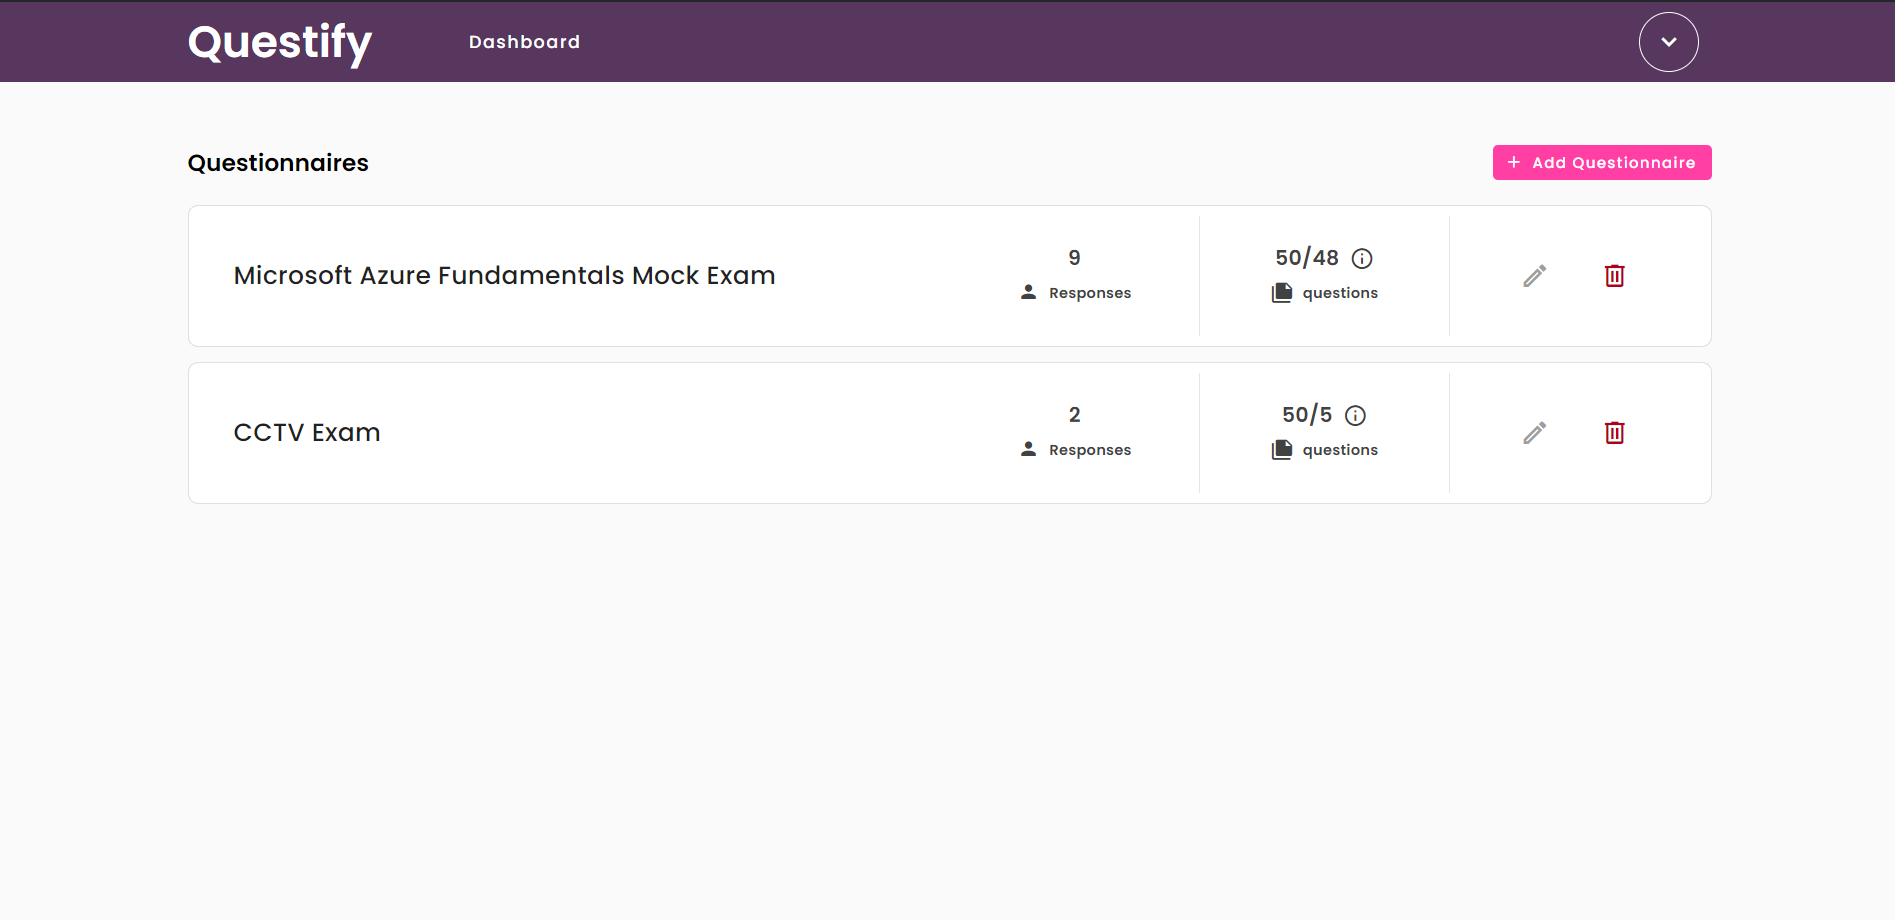 Questify
Dashboard
Questionnaires
+ Add Questionnaire
Microsoft Azure Fundamentals Mock Exam
9
Responses
50/48
questions
CCTV Exam
2
Responses
50/5
questions